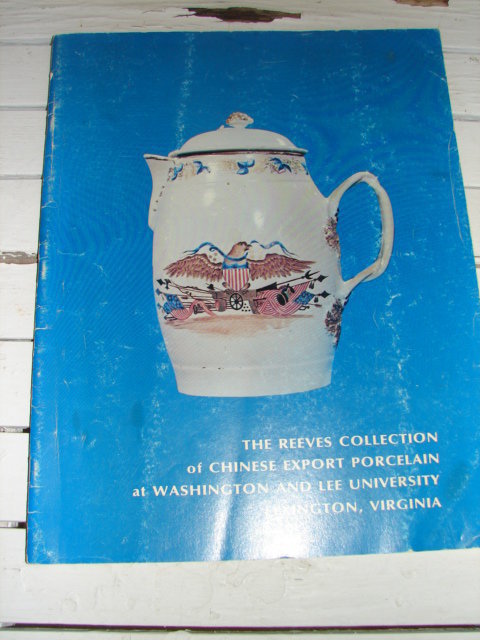 THE REEVES COLLECTION
of CHINESE EXPORT PORCELAIN
at WASHINGTON AND LEE UNIVERSITY
LEXINGTON, VIRGINIA